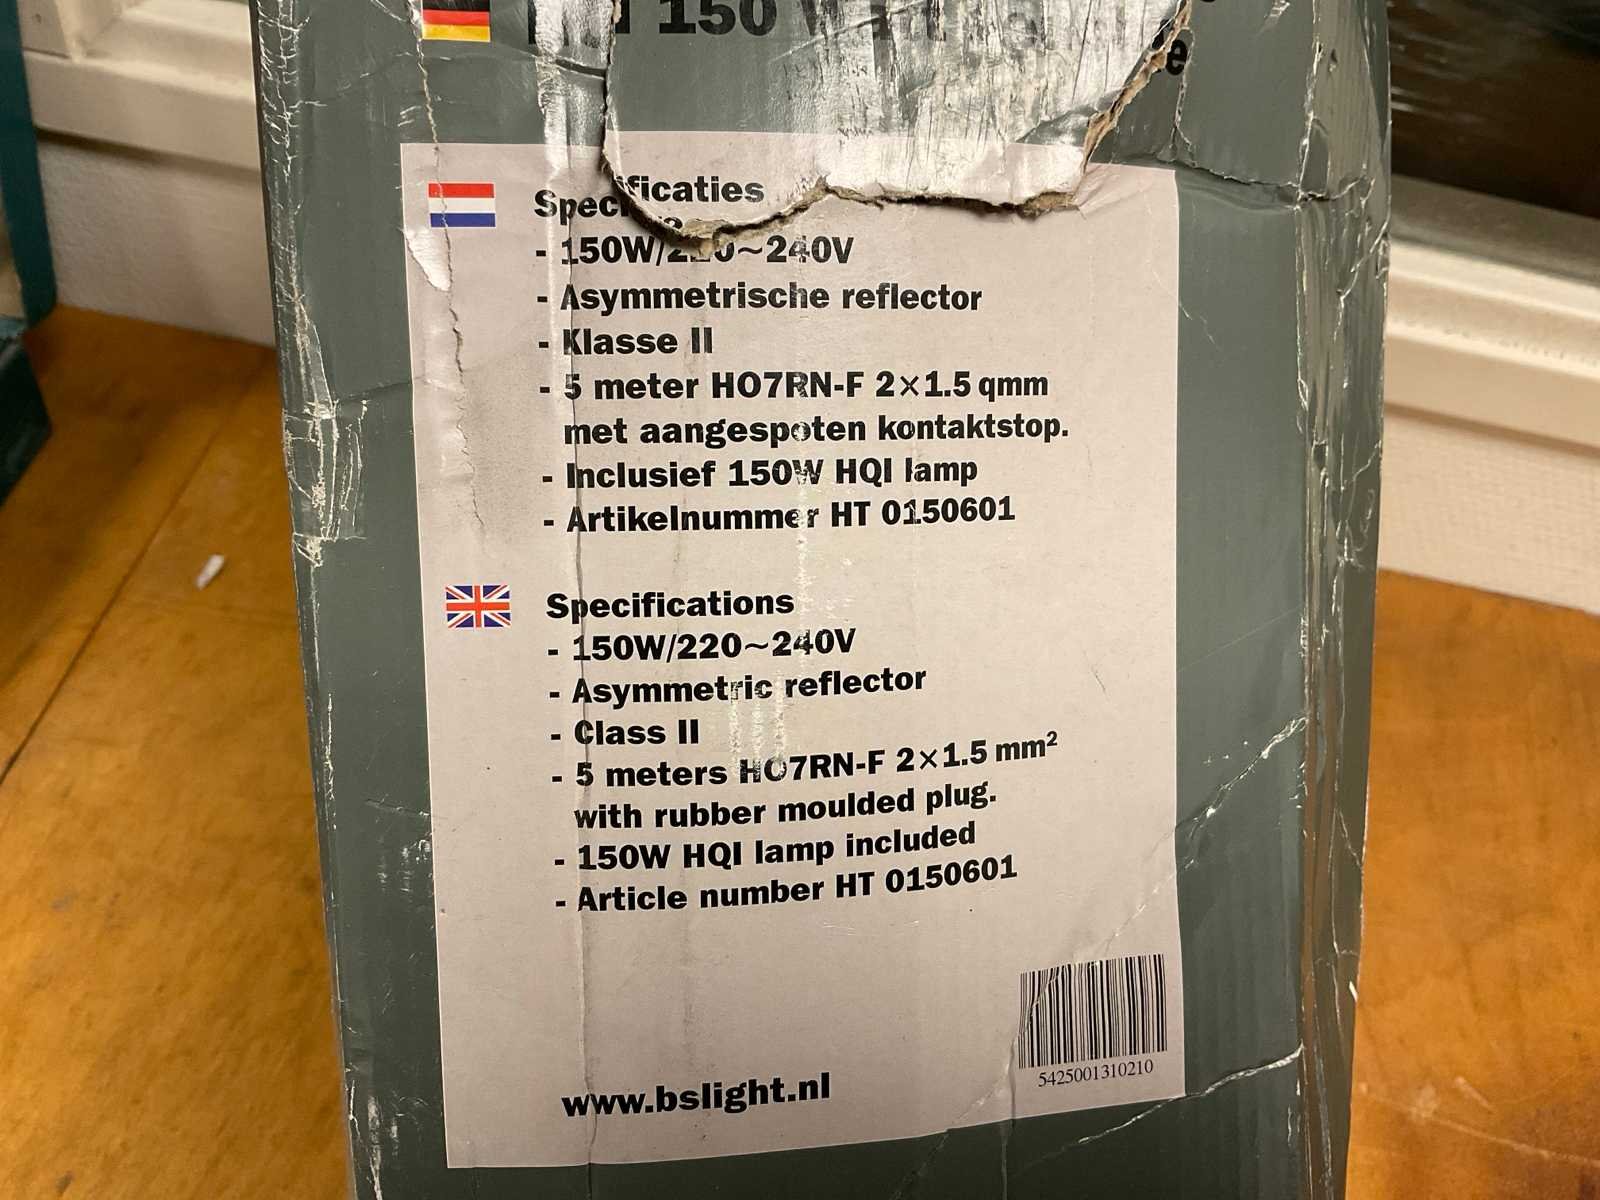 150
Specificaties
- 150W/220~240V
- Asymmetrische reflector
- Klasse II
- 5 meter HO7RN-F 2×1.5 qmm
met aangespoten kontaktstop.
- Inclusief 150W HQI lamp
- Artikelnummer HT 0150601
Specifications
- 150W/220~240V
- Asymmetric reflector
- Class II
- 5 meters HO7RN-F 2×1.5 mm²
with rubber moulded plug.
- 150W HQI lamp included
- Article number HT 0150601
5425001310210
www.bslight.nl